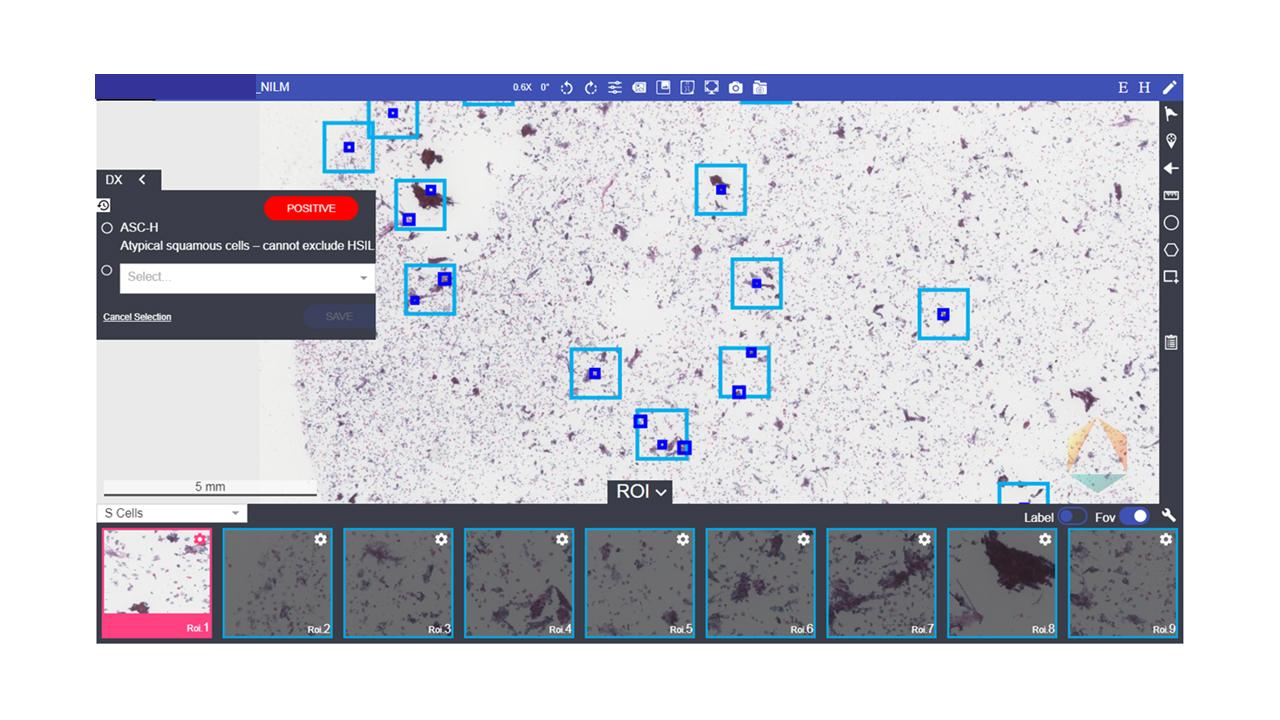 _NILM
0.6X 0°
E H
DX
POSITIVE
ASC-H
Atypical squamous cells – cannot exclude HSIL
Select...
Cancel Selection
SAVE
5 mm
ROI
S Cells
Label
Fov
Roi.1
Roi.2
Roi.3
Roi.4
Roi.5
Roi.6
Roi.7
Roi.8
Roi.9